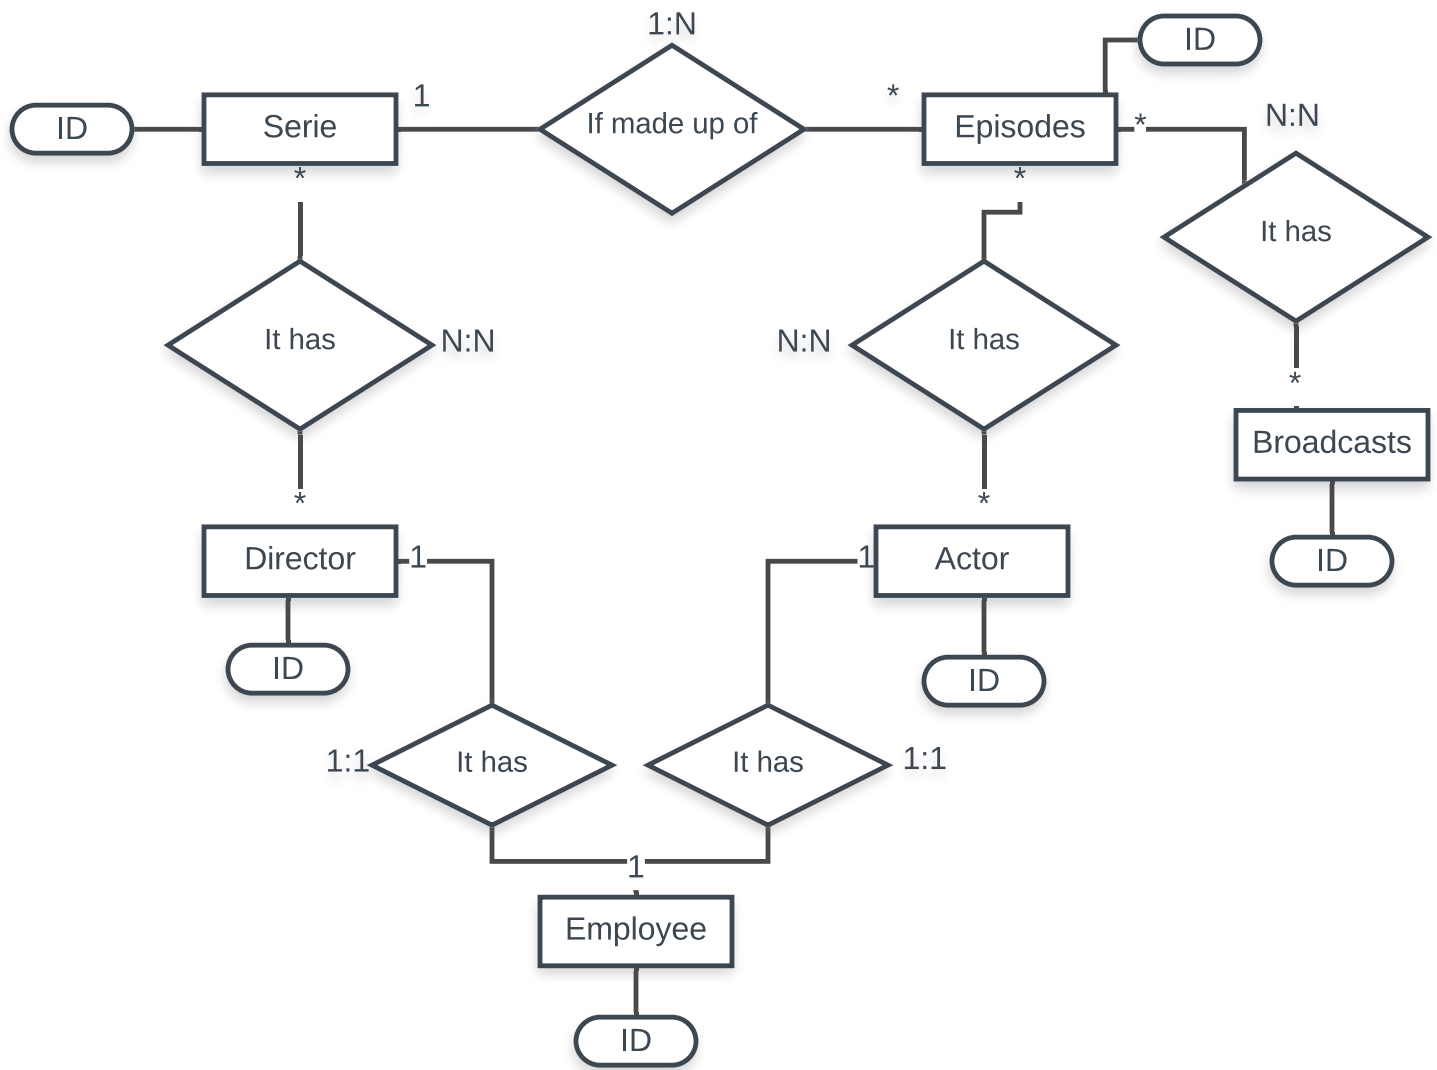 1:N
ID
1
*
If made up of
ID
Serie
Episodes
*
N:N
*
*
It has
It has
N:N
N:N
It has
*
Broadcasts
*
*
Director
1
1
Actor
ID
ID
ID
1:1
It has
It has
1:1
1
Employee
ID